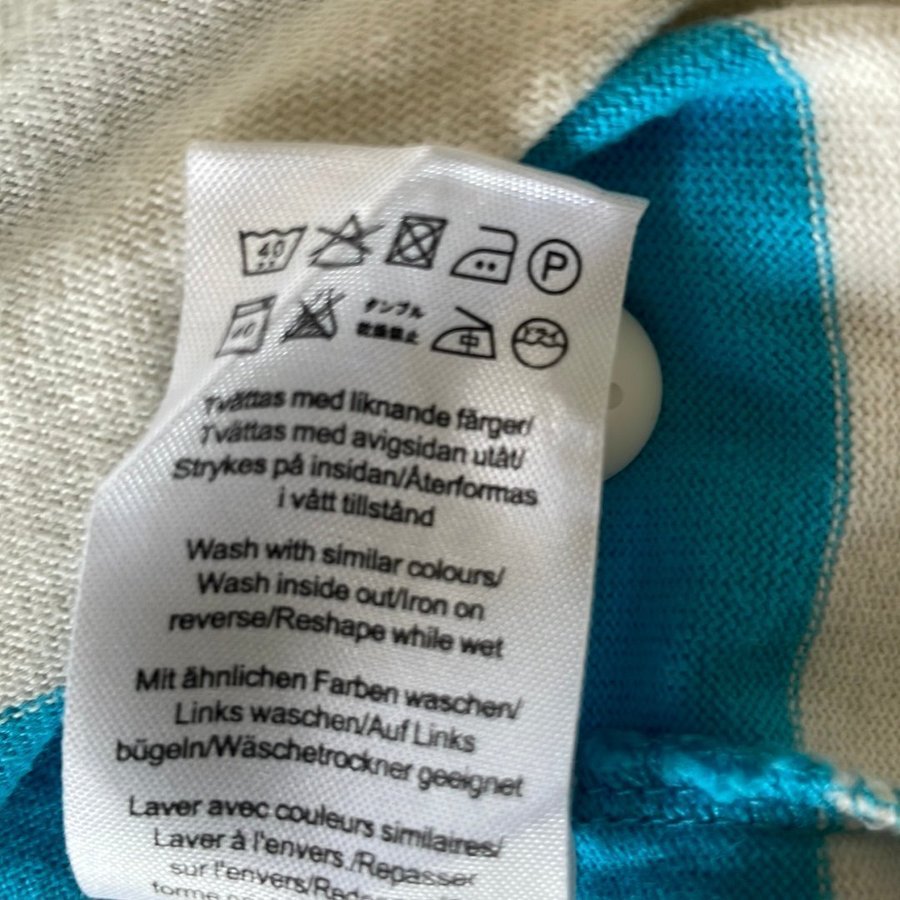 40
P
40 タンブル 中 ドライ
乾燥禁止
Tvättas med liknande färger/
Tvättas med avigsidan utåt/
Strykes på insidan/Återformas
i vått tillstånd
Wash with similar colours/
Wash inside out/Iron on
reverse/Reshape while wet
Mit ähnlichen Farben waschen/
Links waschen/Auf Links
bügeln/Wäschetrockner geeignet
Laver avec couleurs similaires/
Laver à l'envers./Repasser
sur l'envers/
forme